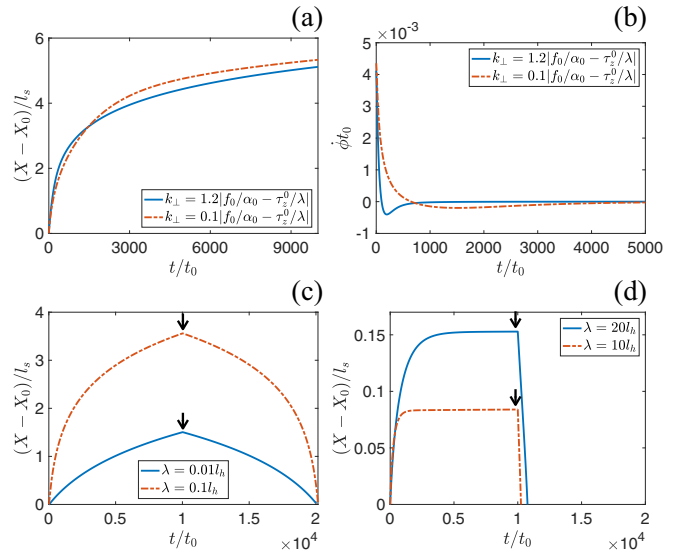 (a)
(X − X₀)/lₛ
6
4
2
0
k⊥ = 1.2|f₀/α₀ − τ_z⁰/λ|
k⊥ = 0.1|f₀/α₀ − τ_z⁰/λ|
0 3000 6000 9000
t/t₀
(b)
×10⁻³
ϕ̇t₀
5
4
3
2
1
0
-1
k⊥ = 1.2|f₀/α₀ − τ_z⁰/λ|
k⊥ = 0.1|f₀/α₀ − τ_z⁰/λ|
0 1000 2000 3000 4000 5000
t/t₀
(c)
(X − X₀)/lₛ
4
3
2
1
0
λ = 0.01lₕ
λ = 0.1lₕ
0 0.5 1 1.5 2
t/t₀
×10⁴
(d)
(X − X₀)/lₛ
0.15
0.1
0.05
0
λ = 20lₕ
λ = 10lₕ
0 0.5 1 1.5 2
t/t₀
×10⁴